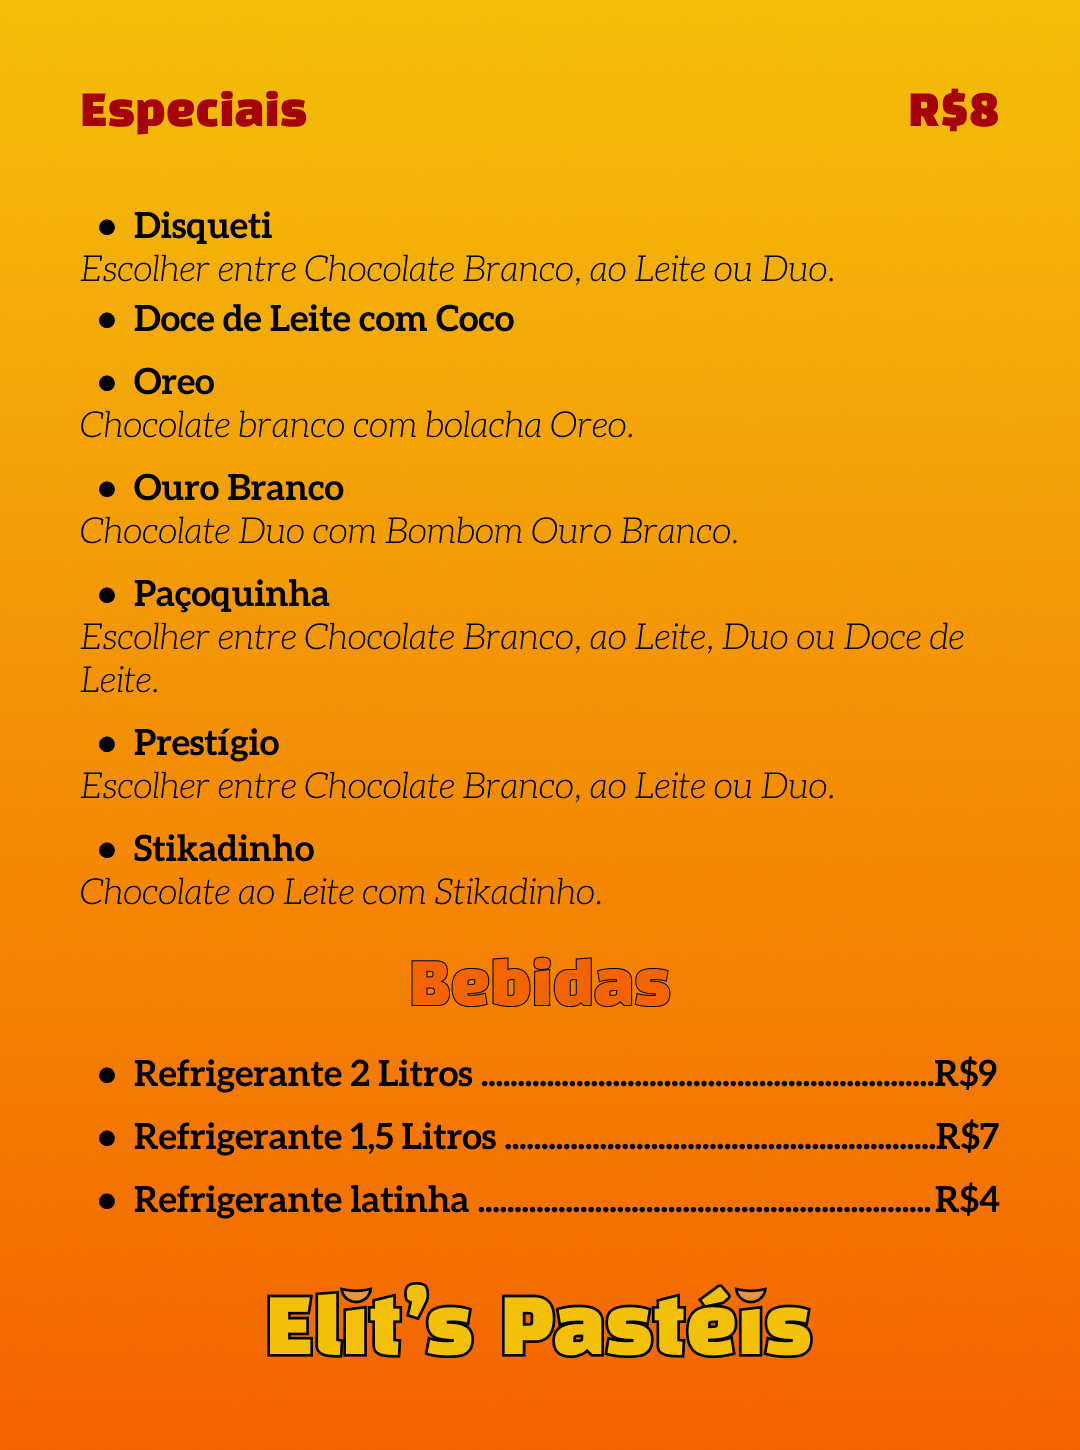 Especiais R$8
• Disqueti
Escolher entre Chocolate Branco, ao Leite ou Duo.
• Doce de Leite com Coco
• Oreo
Chocolate branco com bolacha Oreo.
• Ouro Branco
Chocolate Duo com Bombom Ouro Branco.
• Paçoquinha
Escolher entre Chocolate Branco, ao Leite, Duo ou Doce de
Leite.
• Prestígio
Escolher entre Chocolate Branco, ao Leite ou Duo.
• Stikadinho
Chocolate ao Leite com Stikadinho.
Bebidas
• Refrigerante 2 Litros ..............................................................R$9
• Refrigerante 1,5 Litros ...........................................................R$7
• Refrigerante latinha .............................................................. R$4
Elit's Pastéis